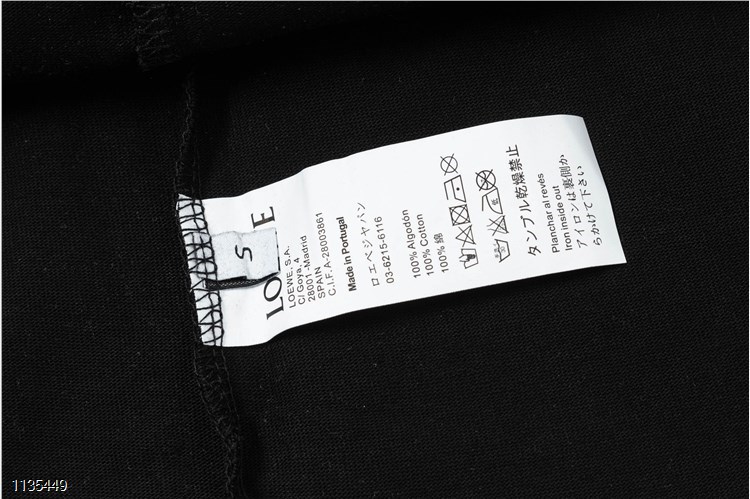 S
LOEWE
LOEWE, S.A.
C/ Goya, 4
28001 -Madrid
SPAIN
C.I.F.A-28003861
Made in Portugal
ロエベジャパン
03-6215-6116
100% Algodón
100% Cotton
100% 綿
タンブル乾燥禁止
Planchar al revés
Iron inside out
アイロンは裏側か
らかけて下さい
1135449